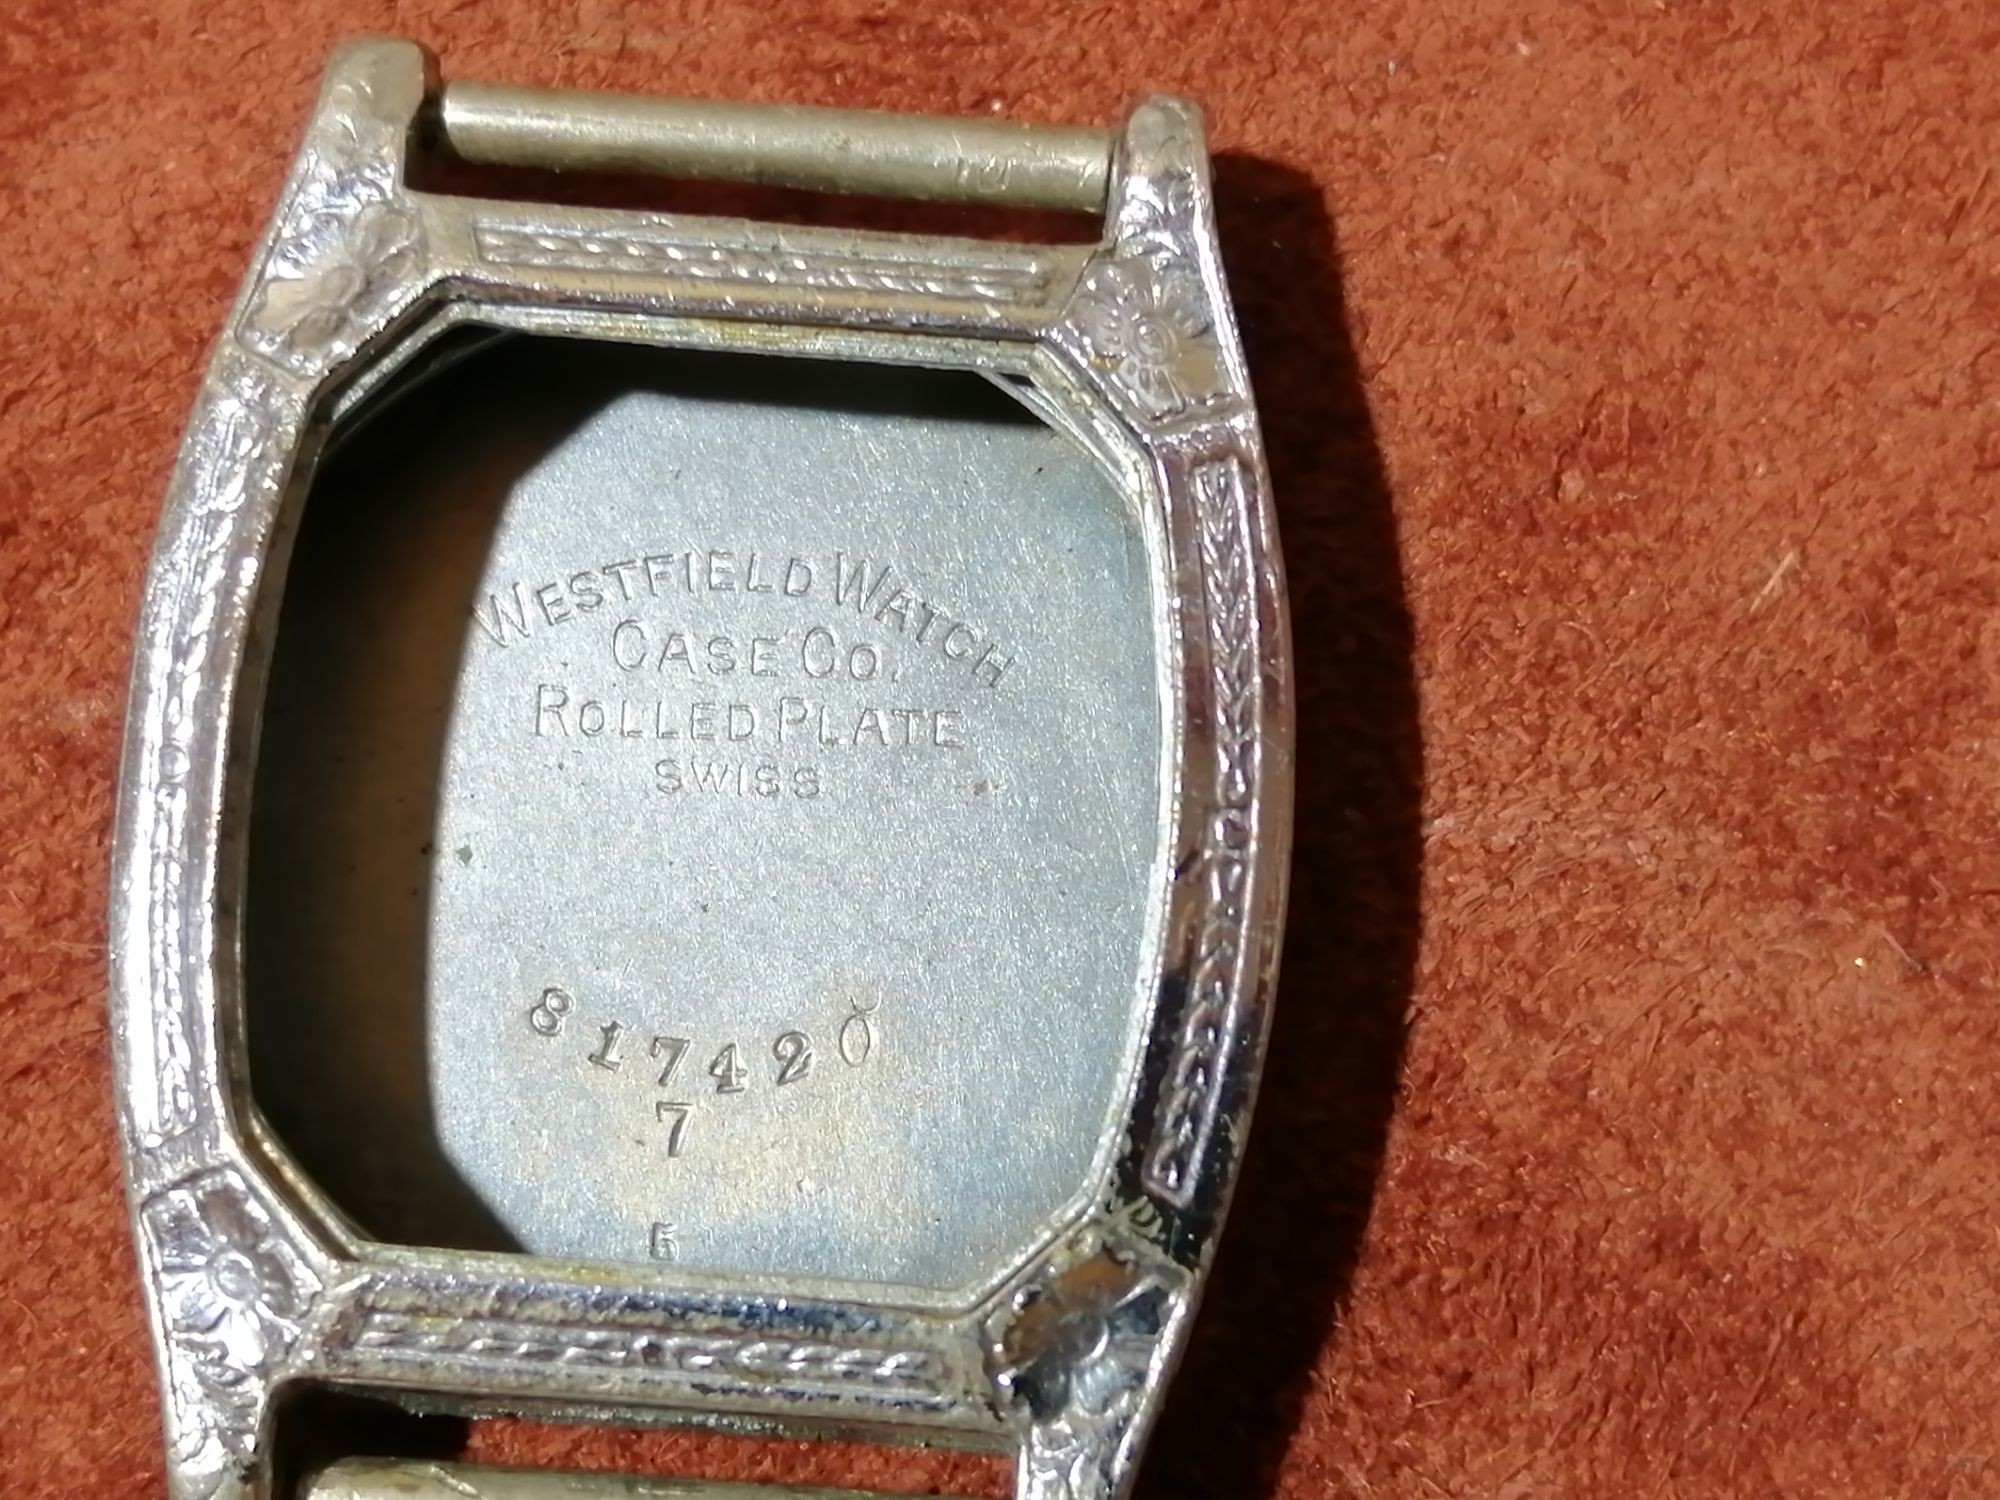 WESTFIELD WATCH
CASE CO.
ROLLED PLATE
SWISS
817420
7
5